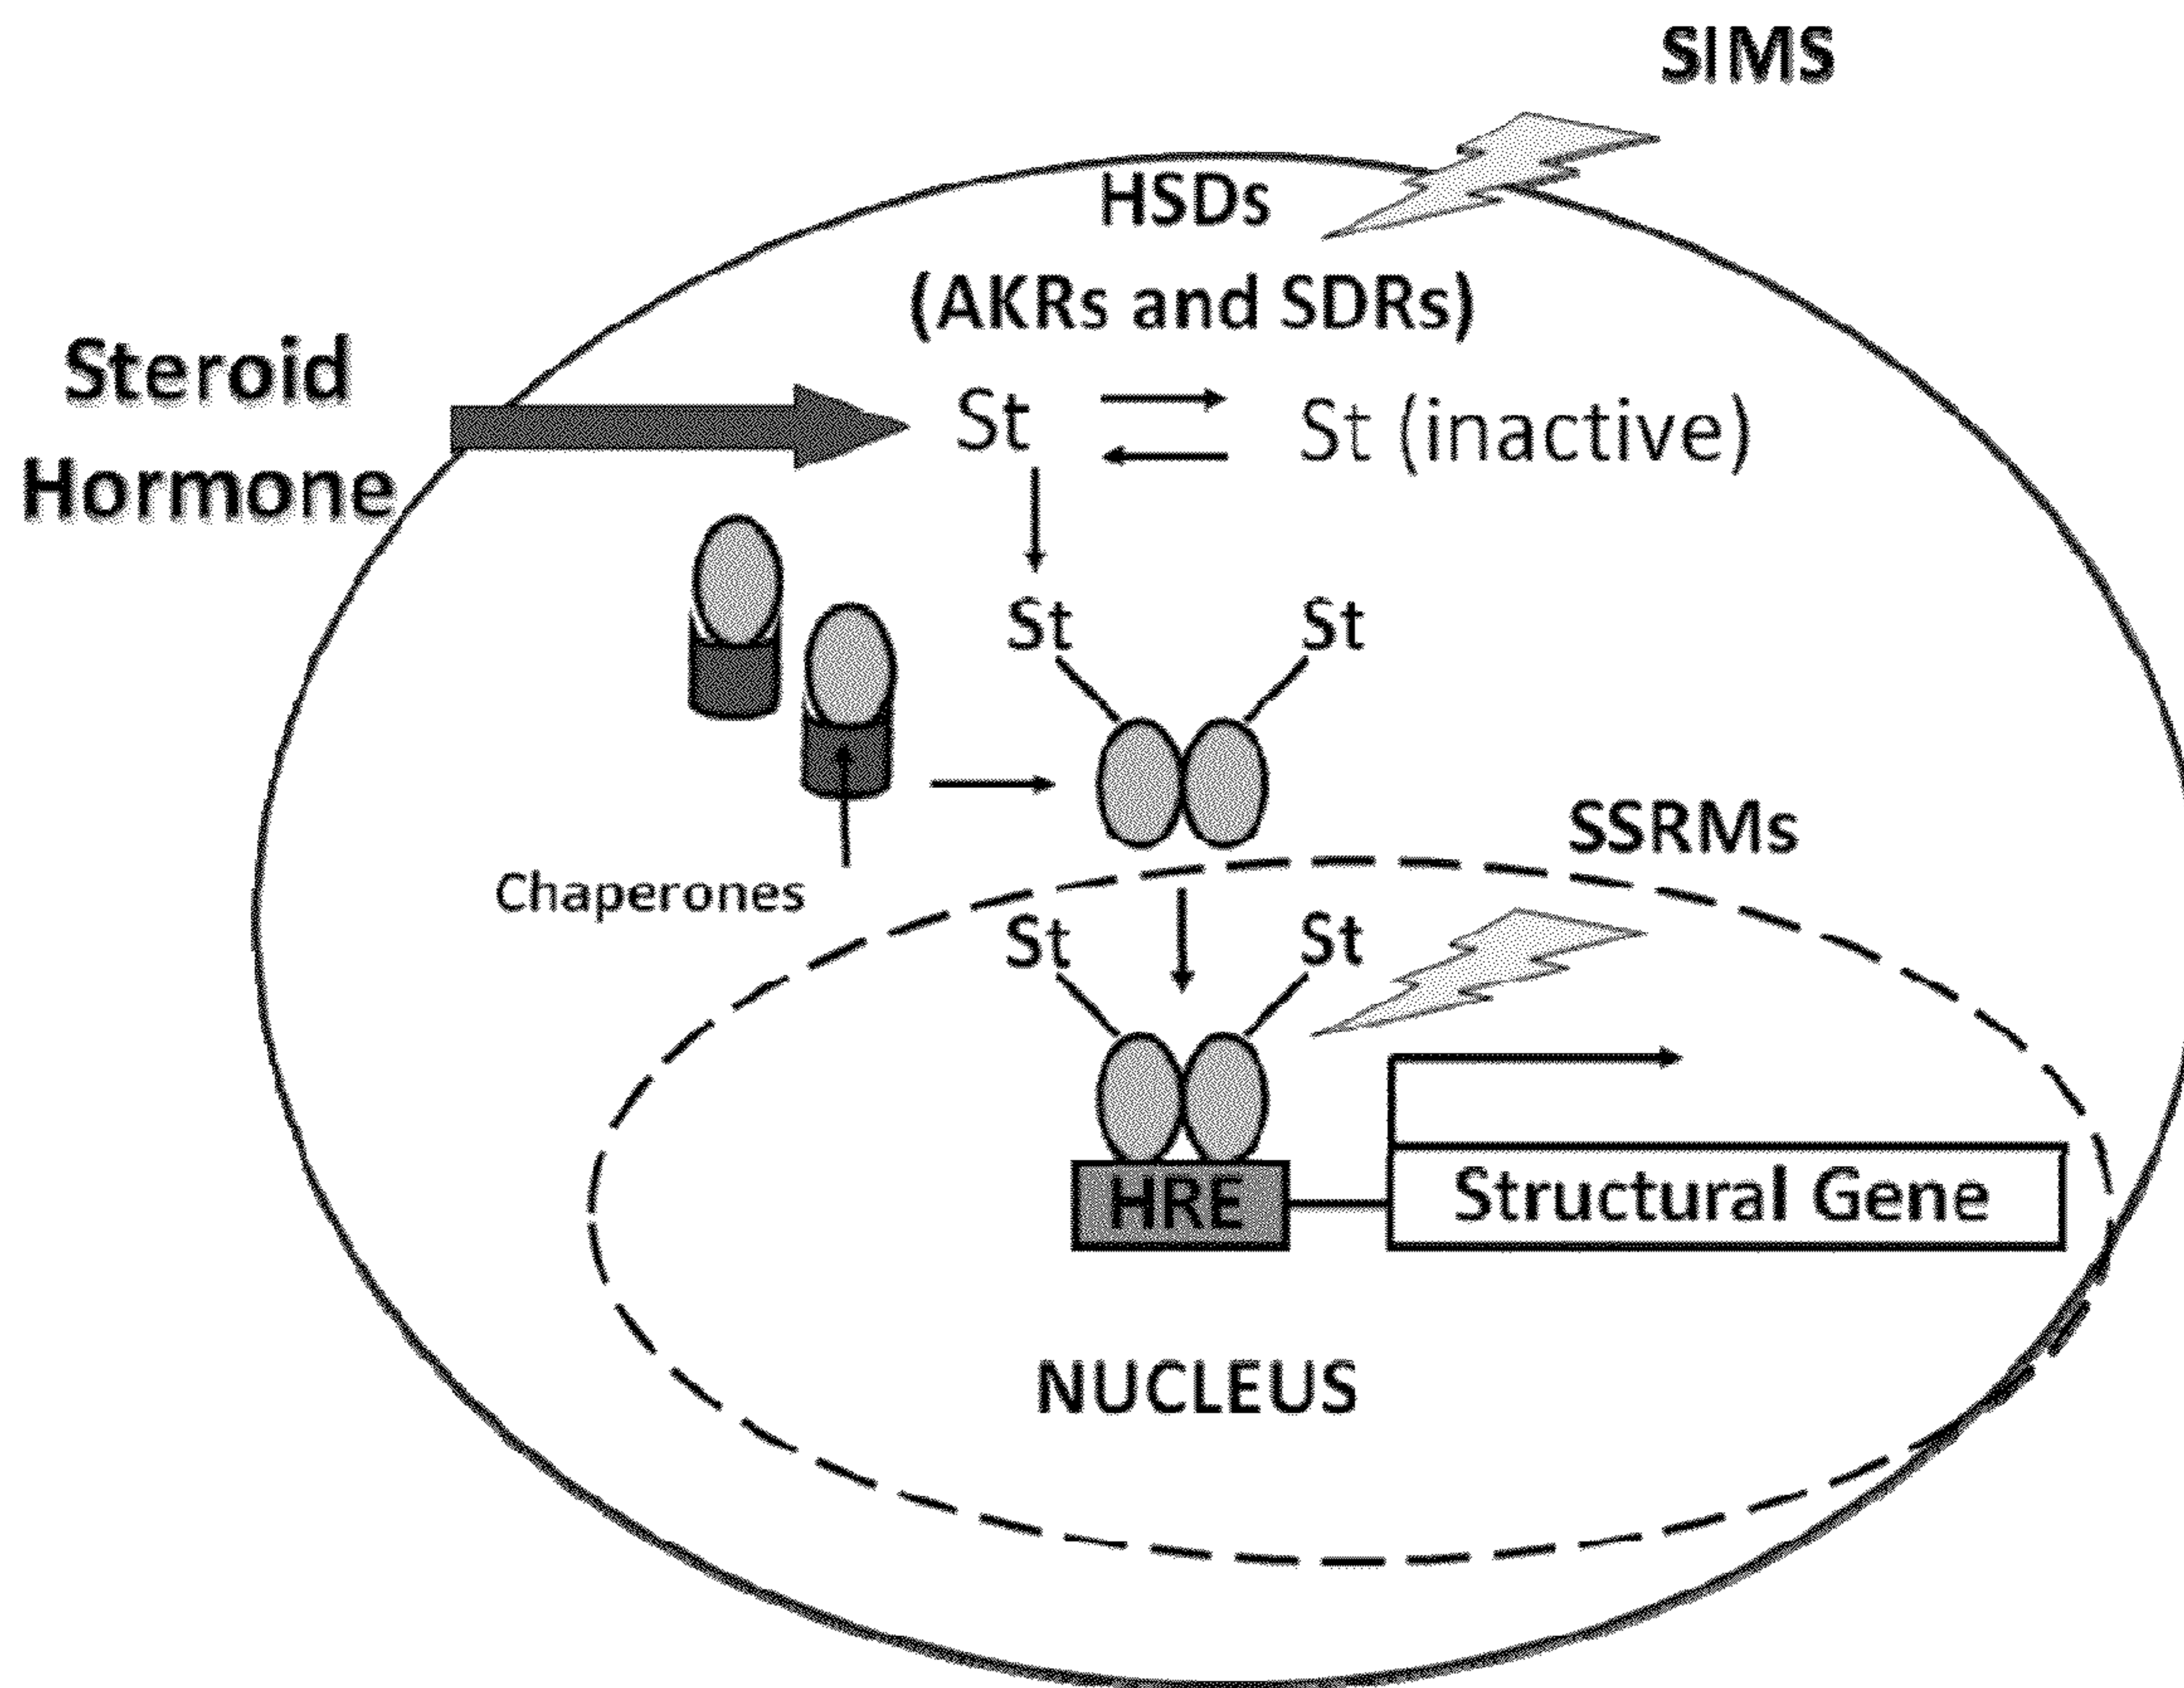 SIMS
HSDs
(AKRs and SDRs)
Steroid
Hormone
St
St (inactive)
St
St
Chaperones
SSRMs
St
St
HRE
Structural Gene
NUCLEUS